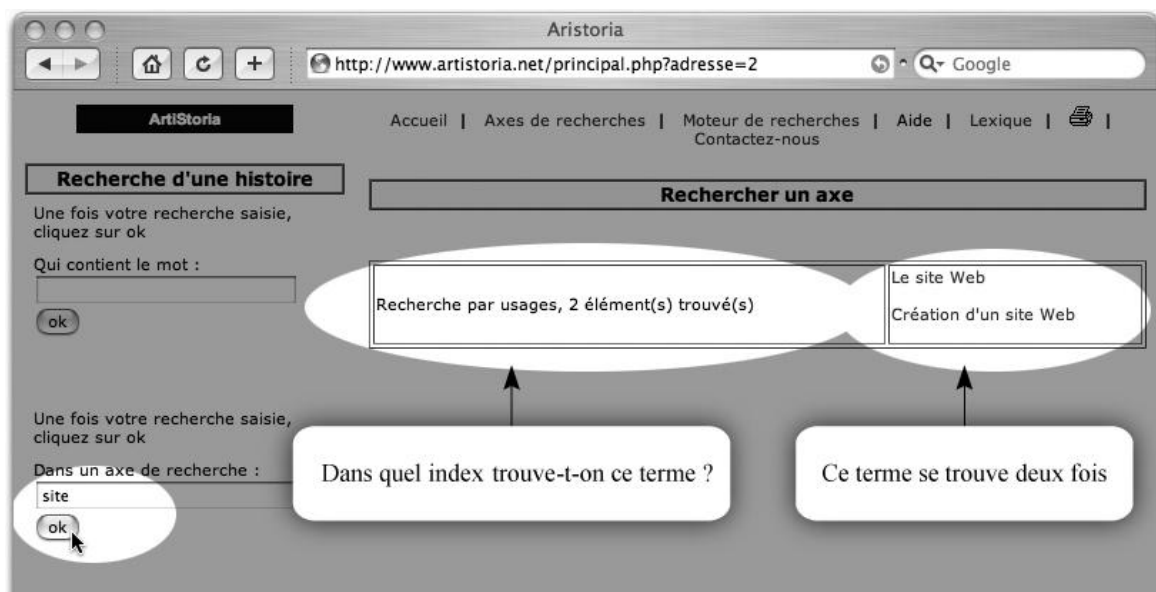 Aristoria
http://www.artistoria.net/principal.php?adresse=2
Google
ArtiStoria
Accueil | Axes de recherches | Moteur de recherches | Aide | Lexique | |
Contactez-nous
Recherche d'une histoire
Une fois votre recherche saisie,
cliquez sur ok
Qui contient le mot :
ok
Rechercher un axe
Recherche par usages, 2 élément(s) trouvé(s)
Le site Web
Création d'un site Web
Une fois votre recherche saisie,
cliquez sur ok
Dans un axe de recherche :
site
ok
Dans quel index trouve-t-on ce terme ?
Ce terme se trouve deux fois